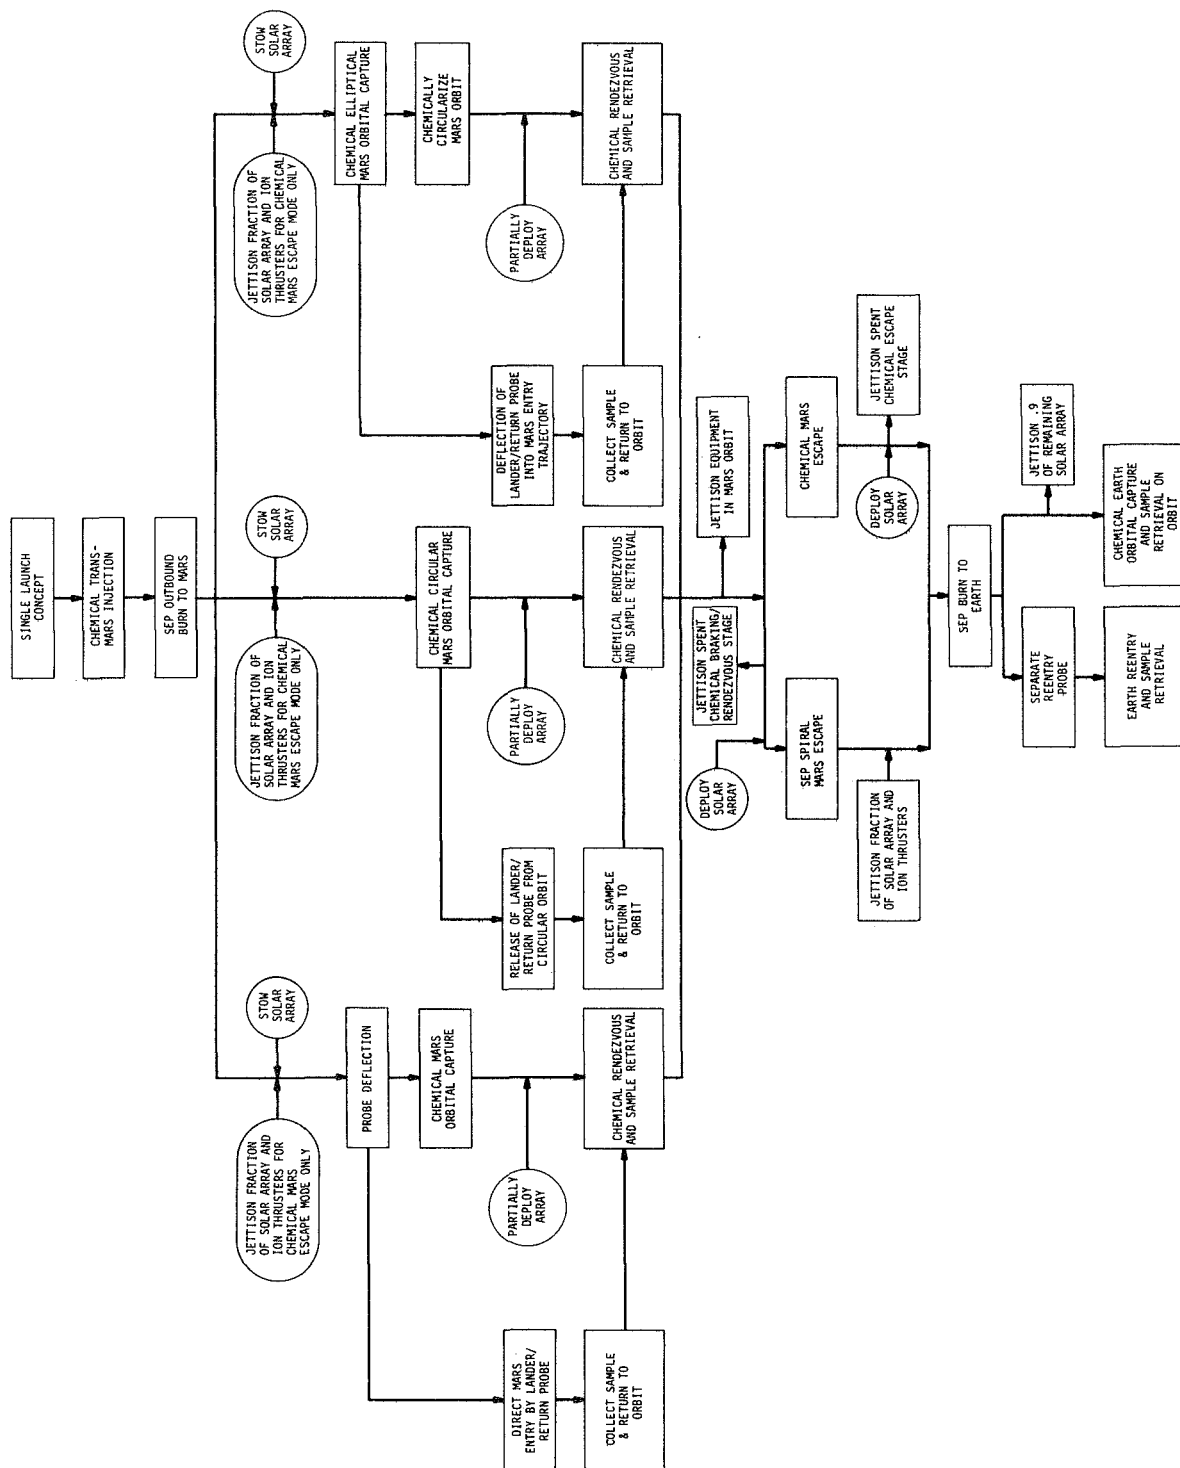 SINGLE LAUNCH
CONCEPT
CHEMICAL TRANS-
MARS INJECTION
SEP OUTBOUND
BURN TO MARS
JETTISON FRACTION
OF SOLAR ARRAY AND
ION THRUSTERS FOR
CHEMICAL MARS
ESCAPE MODE ONLY
STOW
SOLAR
ARRAY
JETTISON FRACTION OF
SOLAR ARRAY AND ION
THRUSTERS FOR CHEMICAL
MARS ESCAPE MODE ONLY
STOW
SOLAR
ARRAY
JETTISON FRACTION OF
SOLAR ARRAY AND ION
THRUSTERS FOR CHEMICAL
MARS ESCAPE MODE ONLY
STOW
SOLAR
ARRAY
PROBE DEFLECTION
CHEMICAL MARS
ORBITAL CAPTURE
CHEMICAL CIRCULAR
MARS ORBITAL CAPTURE
CHEMICAL ELLIPTICAL
MARS ORBITAL CAPTURE
CHEMICALLY
CIRCULARIZE
MARS ORBIT
DIRECT MARS
ENTRY BY LANDER/
RETURN PROBE
PARTIALLY
DEPLOY
ARRAY
RELEASE OF LANDER/
RETURN PROBE FROM
CIRCULAR ORBIT
PARTIALLY
DEPLOY
ARRAY
DEFLECTION OF
LANDER/RETURN PROBE
INTO MARS ENTRY
TRAJECTORY
PARTIALLY
DEPLOY
ARRAY
COLLECT SAMPLE
& RETURN TO
ORBIT
CHEMICAL RENDEZVOUS
AND SAMPLE RETRIEVAL
COLLECT SAMPLE
& RETURN TO
ORBIT
CHEMICAL RENDEZVOUS
AND SAMPLE RETRIEVAL
COLLECT SAMPLE
& RETURN TO
ORBIT
CHEMICAL RENDEZVOUS
AND SAMPLE RETRIEVAL
DEPLOY
SOLAR
ARRAY
JETTISON SPENT
CHEMICAL BRAKING/
RENDEZVOUS STAGE
JETTISON EQUIPMENT
IN MARS ORBIT
SEP SPIRAL
MARS ESCAPE
CHEMICAL MARS
ESCAPE
JETTISON FRACTION
OF SOLAR ARRAY AND
ION THRUSTERS
DEPLOY
SOLAR
ARRAY
JETTISON SPENT
CHEMICAL ESCAPE
STAGE
SEP BURN TO
EARTH
SEPARATE
REENTRY
PROBE
JETTISON .9
OF REMAINING
SOLAR ARRAY
EARTH REENTRY
AND SAMPLE
RETRIEVAL
CHEMICAL EARTH
ORBITAL CAPTURE
AND SAMPLE
RETRIEVAL ON
ORBIT